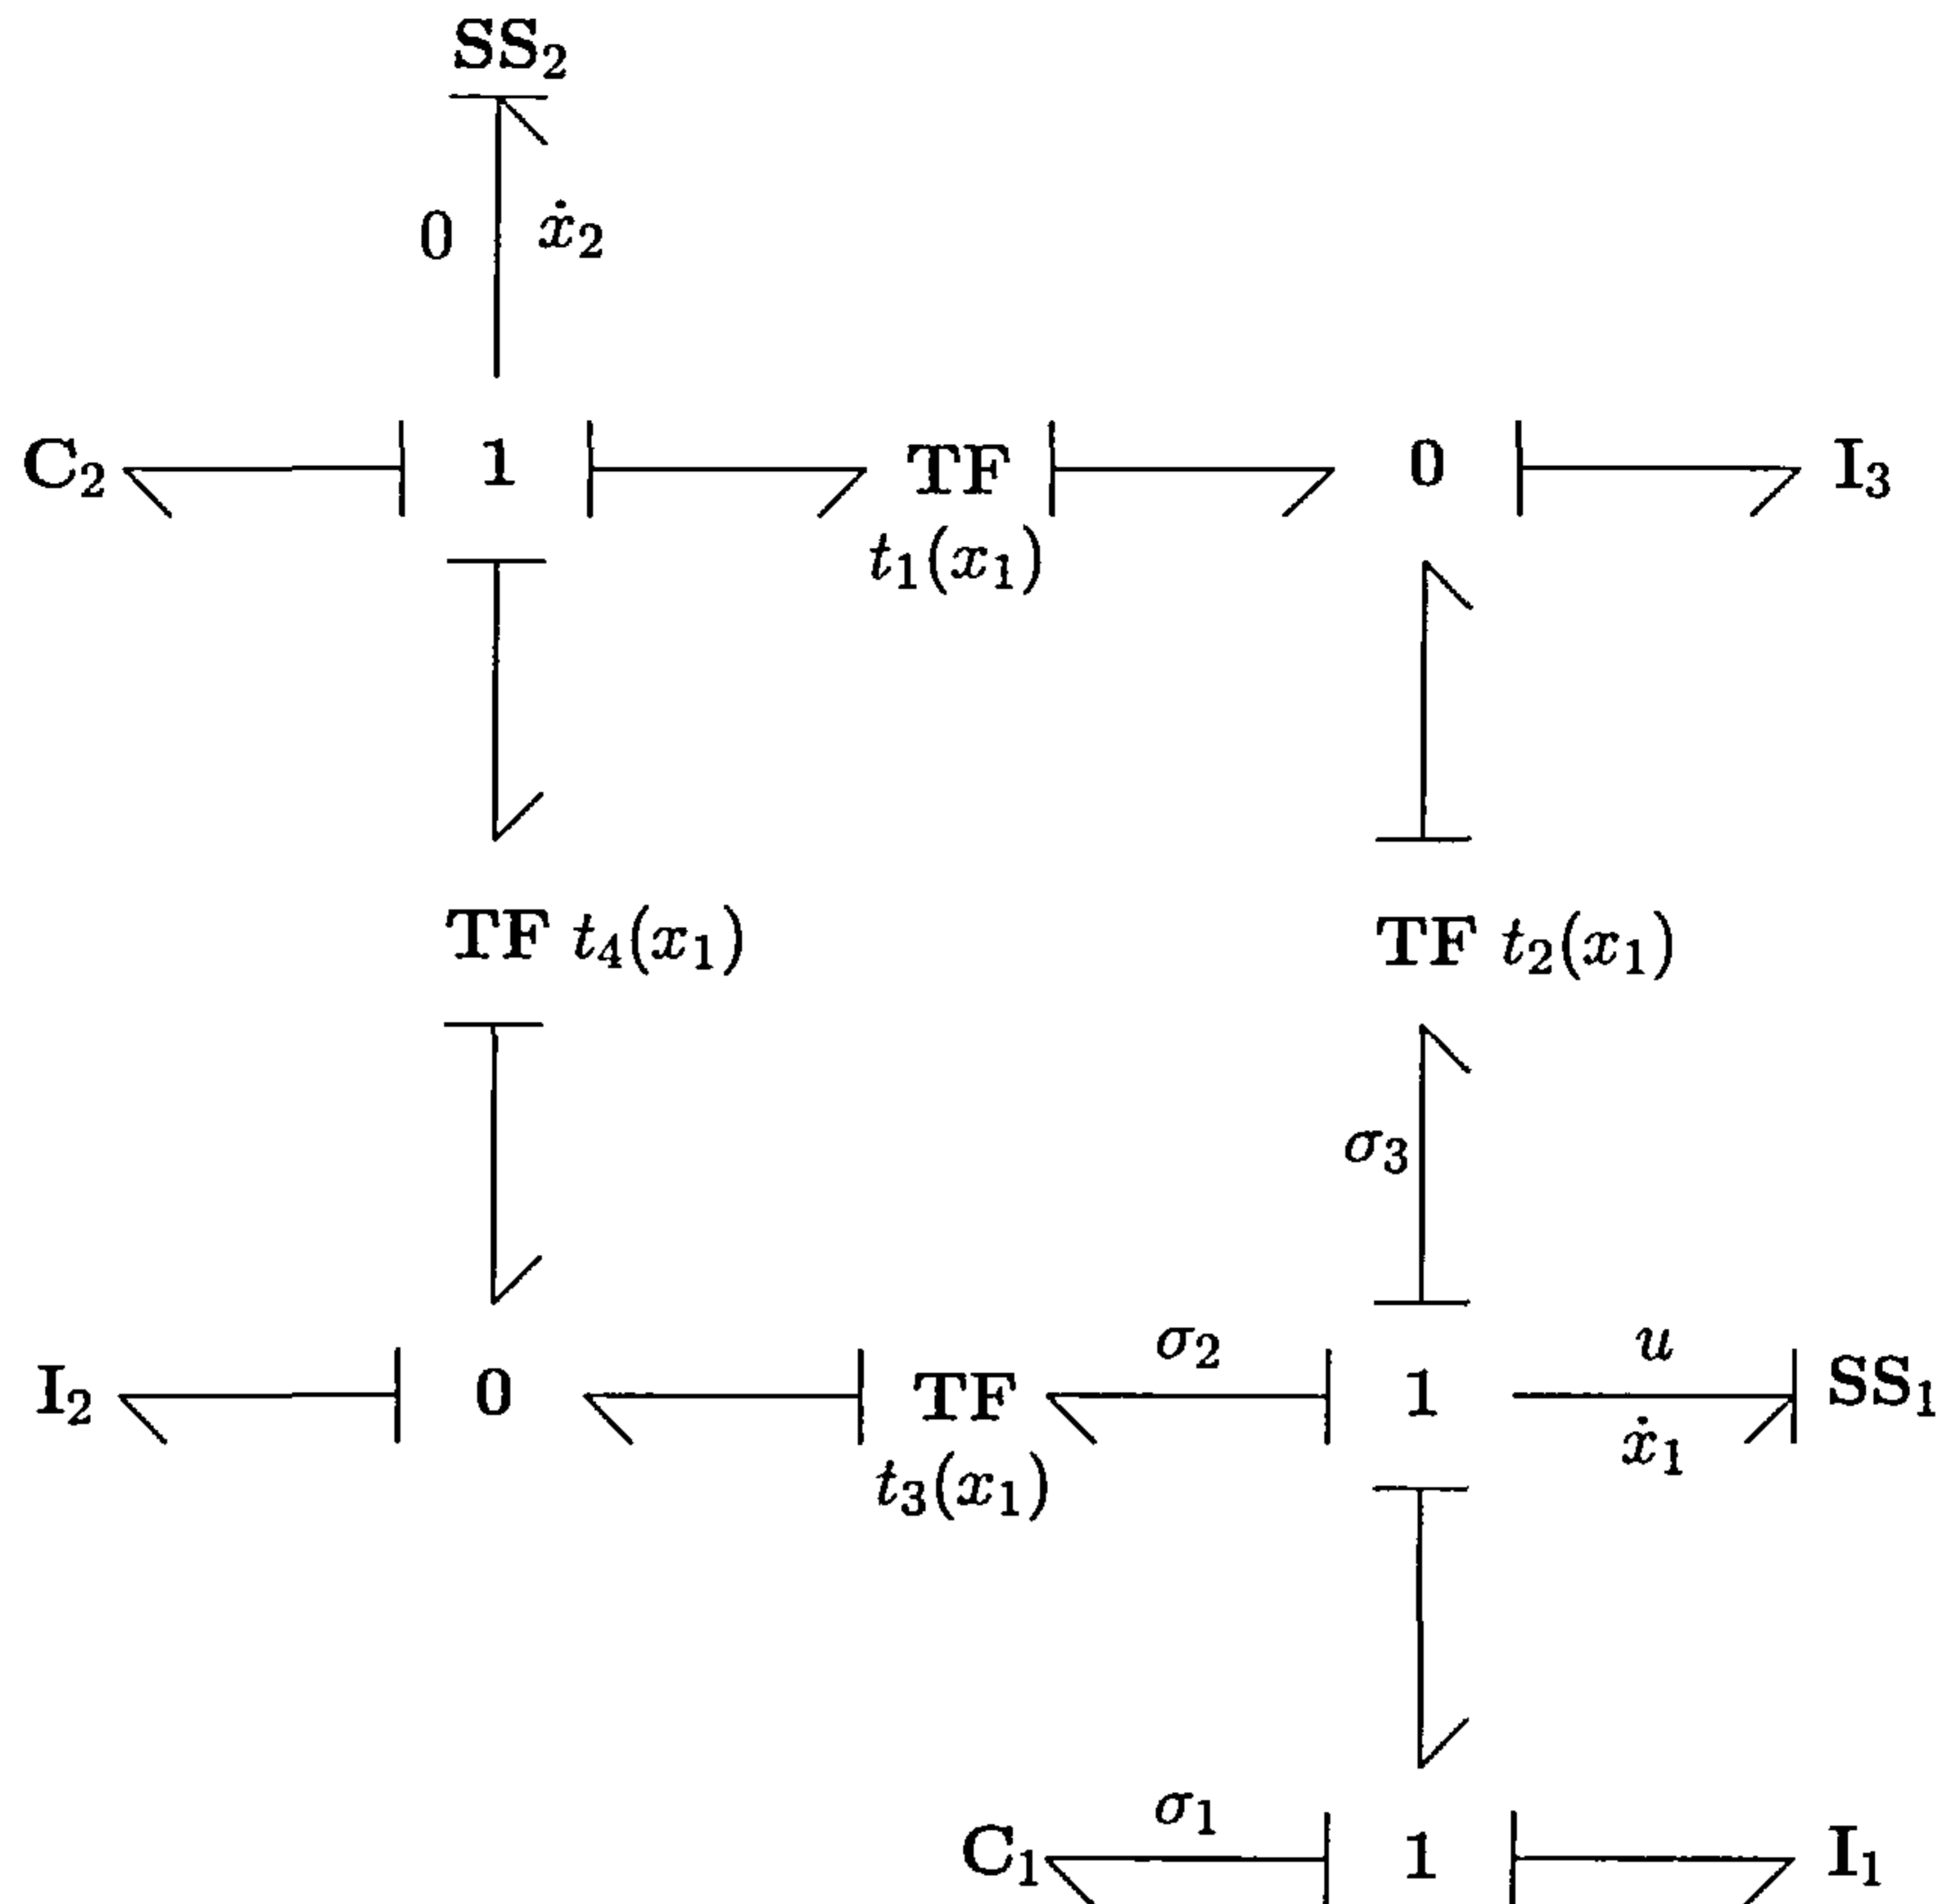 SS₂
0 ẋ₂
C₂ 1 TF 0 I₃
t₁(x₁)
TF t₄(x₁) TF t₂(x₁)
σ₃
σ₂ u
I₂ 0 TF 1 SS₁
ẋ₁
t₃(x₁)
σ₁
C₁ 1 I₁